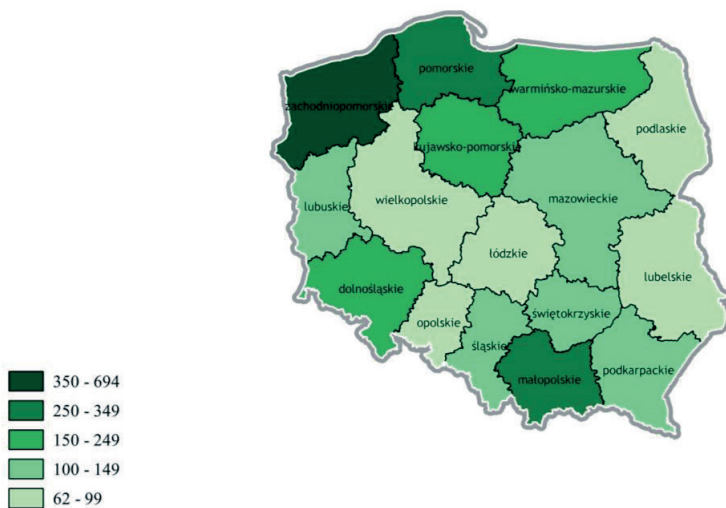 pomorskie
zachodniopomorskie
warmińsko-mazurskie
podlaskie
kujawsko-pomorskie
lubuskie
wielkopolskie
mazowieckie
łódzkie
lubelskie
dolnośląskie
opolskie
świętokrzyskie
śląskie
podkarpackie
małopolskie
350 - 694
250 - 349
150 - 249
100 - 149
62 - 99